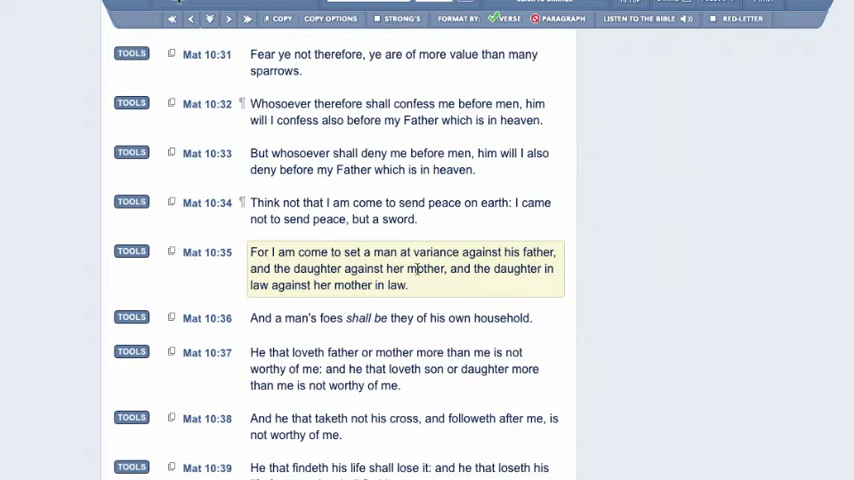 COPY COPY OPTIONS STRONG'S FORMAT BY: VERSE PARAGRAPH LISTEN TO THE BIBLE RED-LETTER
TOOLS Mat 10:31 Fear ye not therefore, ye are of more value than many
sparrows.
TOOLS Mat 10:32 ¶ Whosoever therefore shall confess me before men, him
will I confess also before my Father which is in heaven.
TOOLS Mat 10:33 But whosoever shall deny me before men, him will I also
deny before my Father which is in heaven.
TOOLS Mat 10:34 ¶ Think not that I am come to send peace on earth: I came
not to send peace, but a sword.
TOOLS Mat 10:35 For I am come to set a man at variance against his father,
and the daughter against her mother, and the daughter in
law against her mother in law.
TOOLS Mat 10:36 And a man's foes shall be they of his own household.
TOOLS Mat 10:37 He that loveth father or mother more than me is not
worthy of me: and he that loveth son or daughter more
than me is not worthy of me.
TOOLS Mat 10:38 And he that taketh not his cross, and followeth after me, is
not worthy of me.
TOOLS Mat 10:39 He that findeth his life shall lose it: and he that loseth his